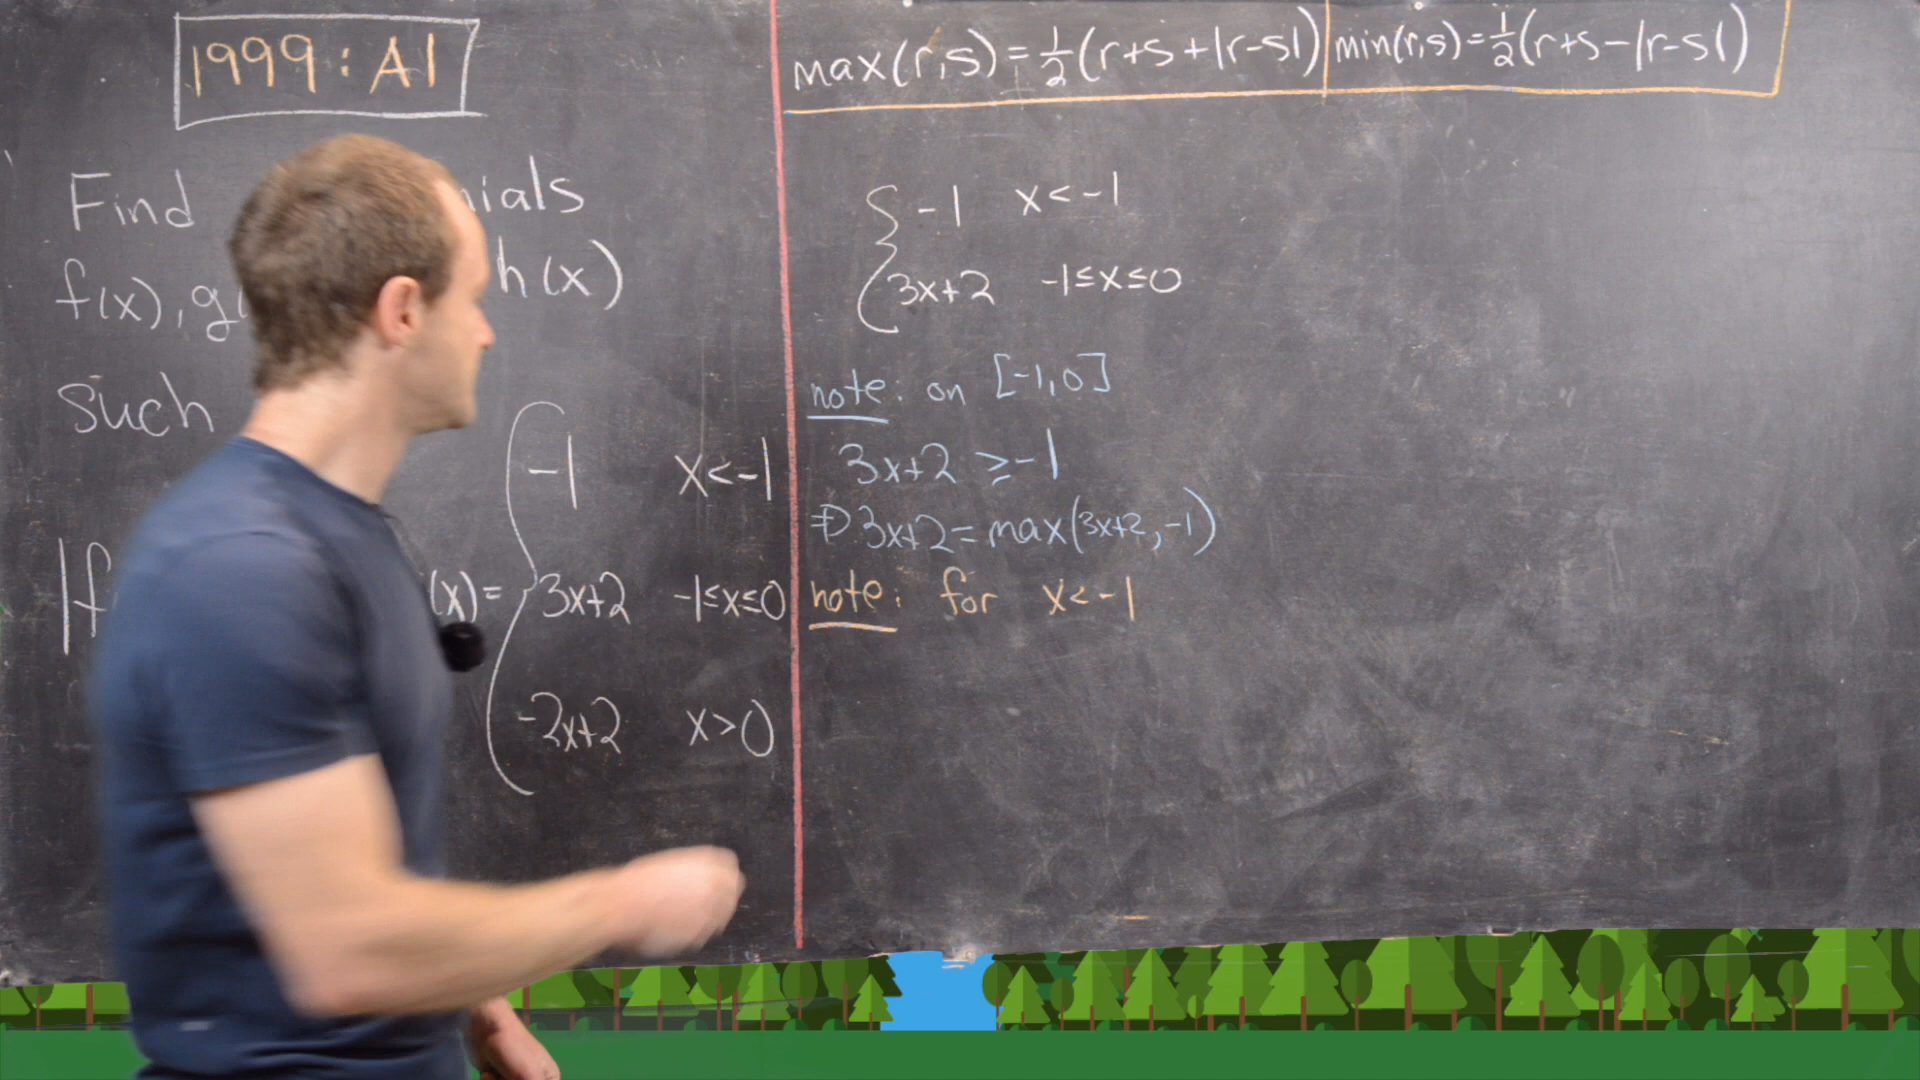 1999: A1
Find
f(x), g
h(x)
such
-1 x<-1
|f (x)= 3x+2 -1≤x≤0
-2x+2 x>0
max(r,s)=½(r+s+|r-s|) min(r,s)=½(r+s-|r-s|)
-1 x<-1
3x+2 -1≤x≤0
note: on [-1,0]
3x+2 ≥-1
⇒3x+2=max(3x+2,-1)
note: for x<-1